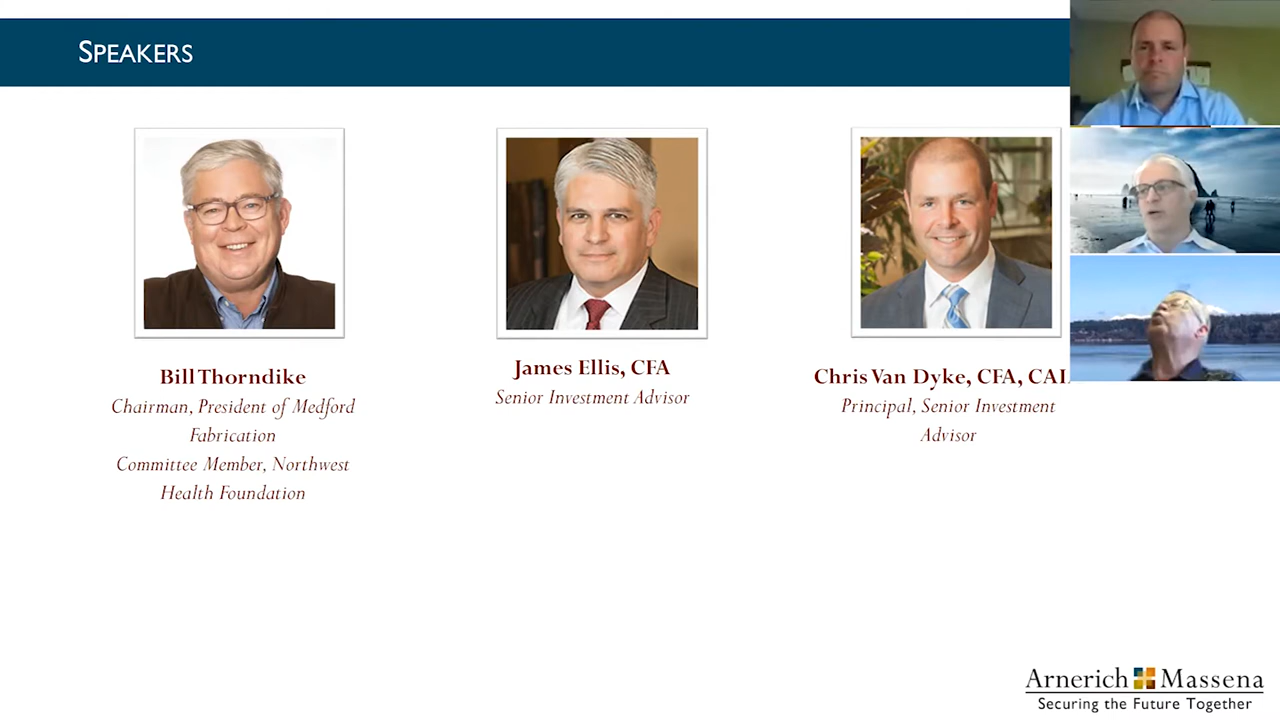 SPEAKERS
Bill Thorndike
Chairman, President of Medford
Fabrication
Committee Member, Northwest
Health Foundation
James Ellis, CFA
Senior Investment Advisor
Chris Van Dyke, CFA,
Principal, Senior Investment
Advisor
Arnerich Massena
Securing the Future Together